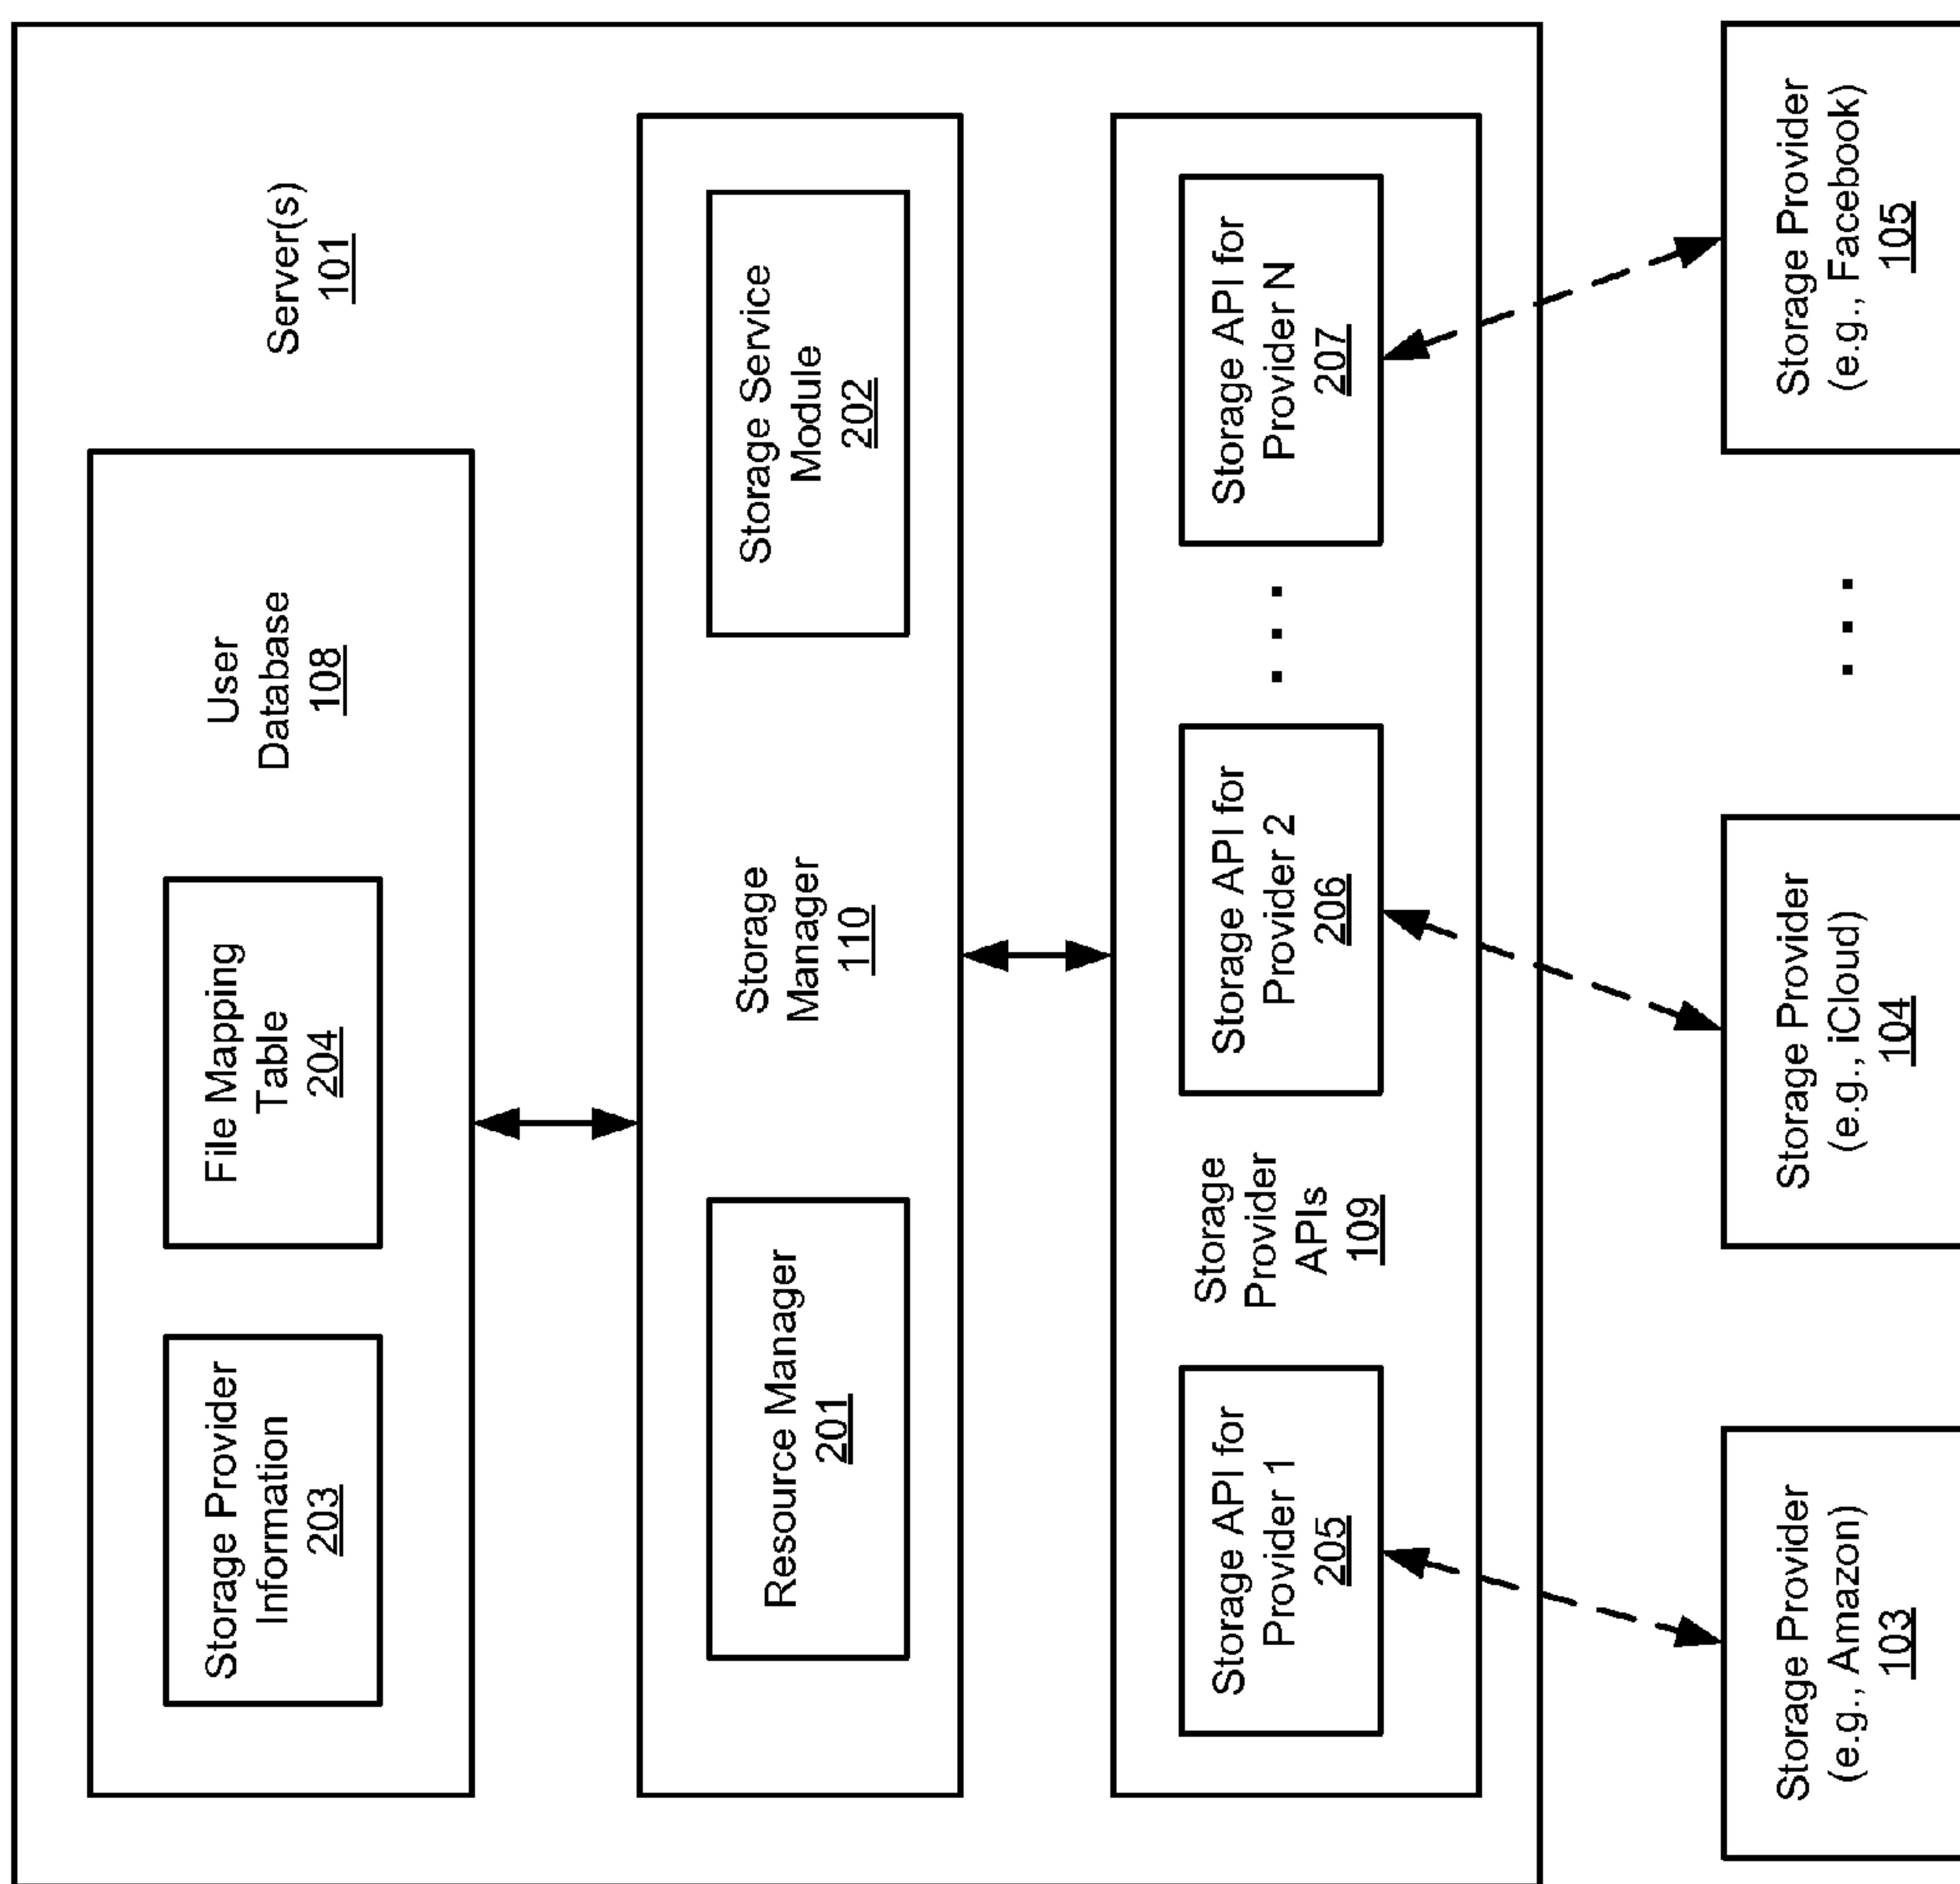 Server(s)
101
Storage Provider
Information
203
File Mapping
Table
204
User
Database
108
Resource Manager
201
Storage
Manager
110
Storage Service
Module
202
Storage API for
Provider 1
205
Storage
Provider
APIs
109
Storage API for
Provider 2
206
. . .
Storage API for
Provider N
207
Storage Provider
(e.g., Amazon)
103
Storage Provider
(e.g., iCloud)
104
. . .
Storage Provider
(e.g., Facebook)
105